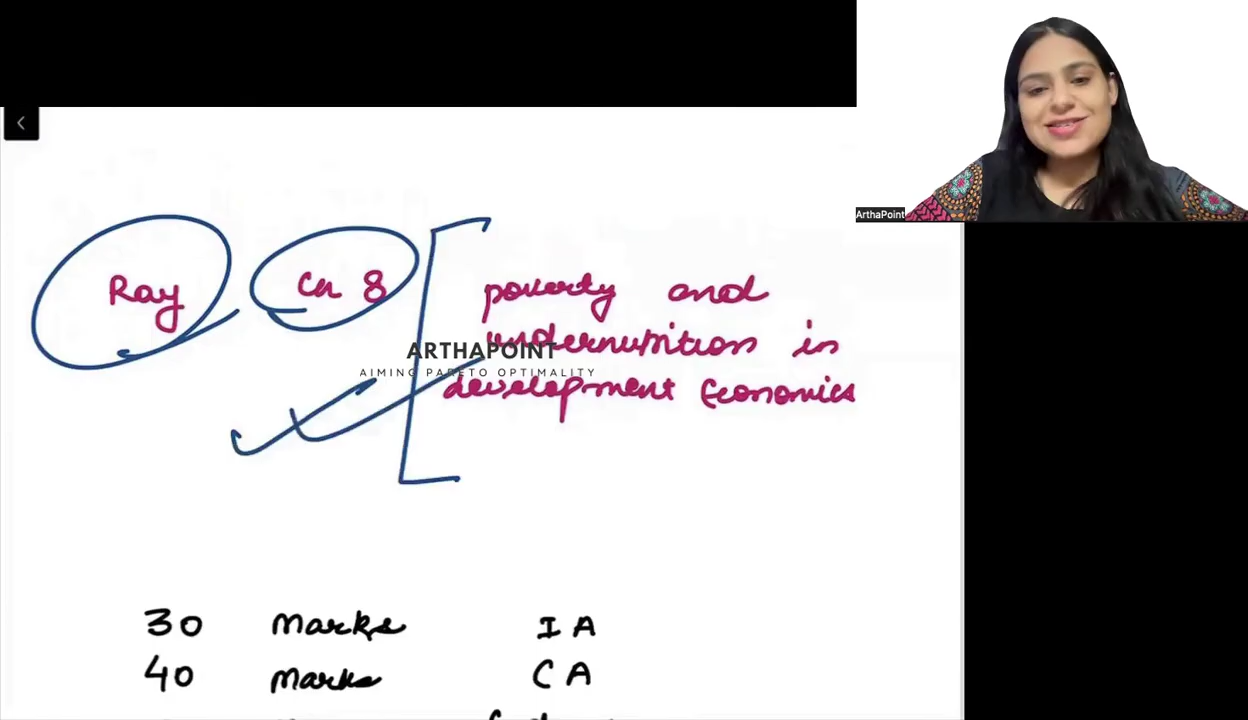 ArthaPoint
Ray Ch 8 poverty and
undernutrition in
ARTHAPOINT
AIMING PARETO OPTIMALITY
development Economics
30 Marks IA
40 Marks CA